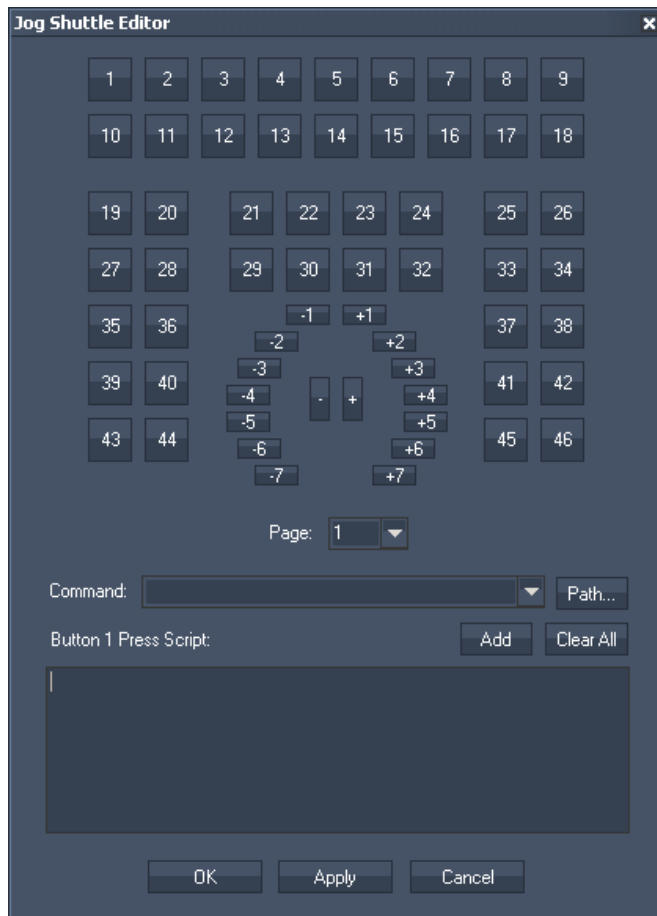 Jog Shuttle Editor
1 2 3 4 5 6 7 8 9
10 11 12 13 14 15 16 17 18
19 20 21 22 23 24 25 26
27 28 29 30 31 32 33 34
35 36 -1 +1 37 38
-2 +2
-3 +3
39 40 -4 - + +4 41 42
-5 +5
43 44 -6 +6 45 46
-7 +7
Page: 1
Command: Path...
Button 1 Press Script: Add Clear All
OK Apply Cancel